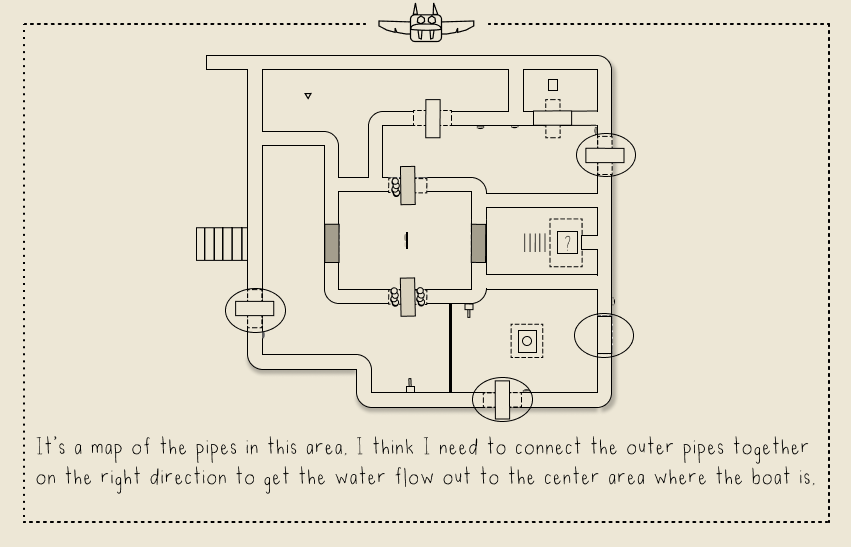 ?
It's a map of the pipes in this area. I think I need to connect the outer pipes together
on the right direction to get the water flow out to the center area where the boat is.